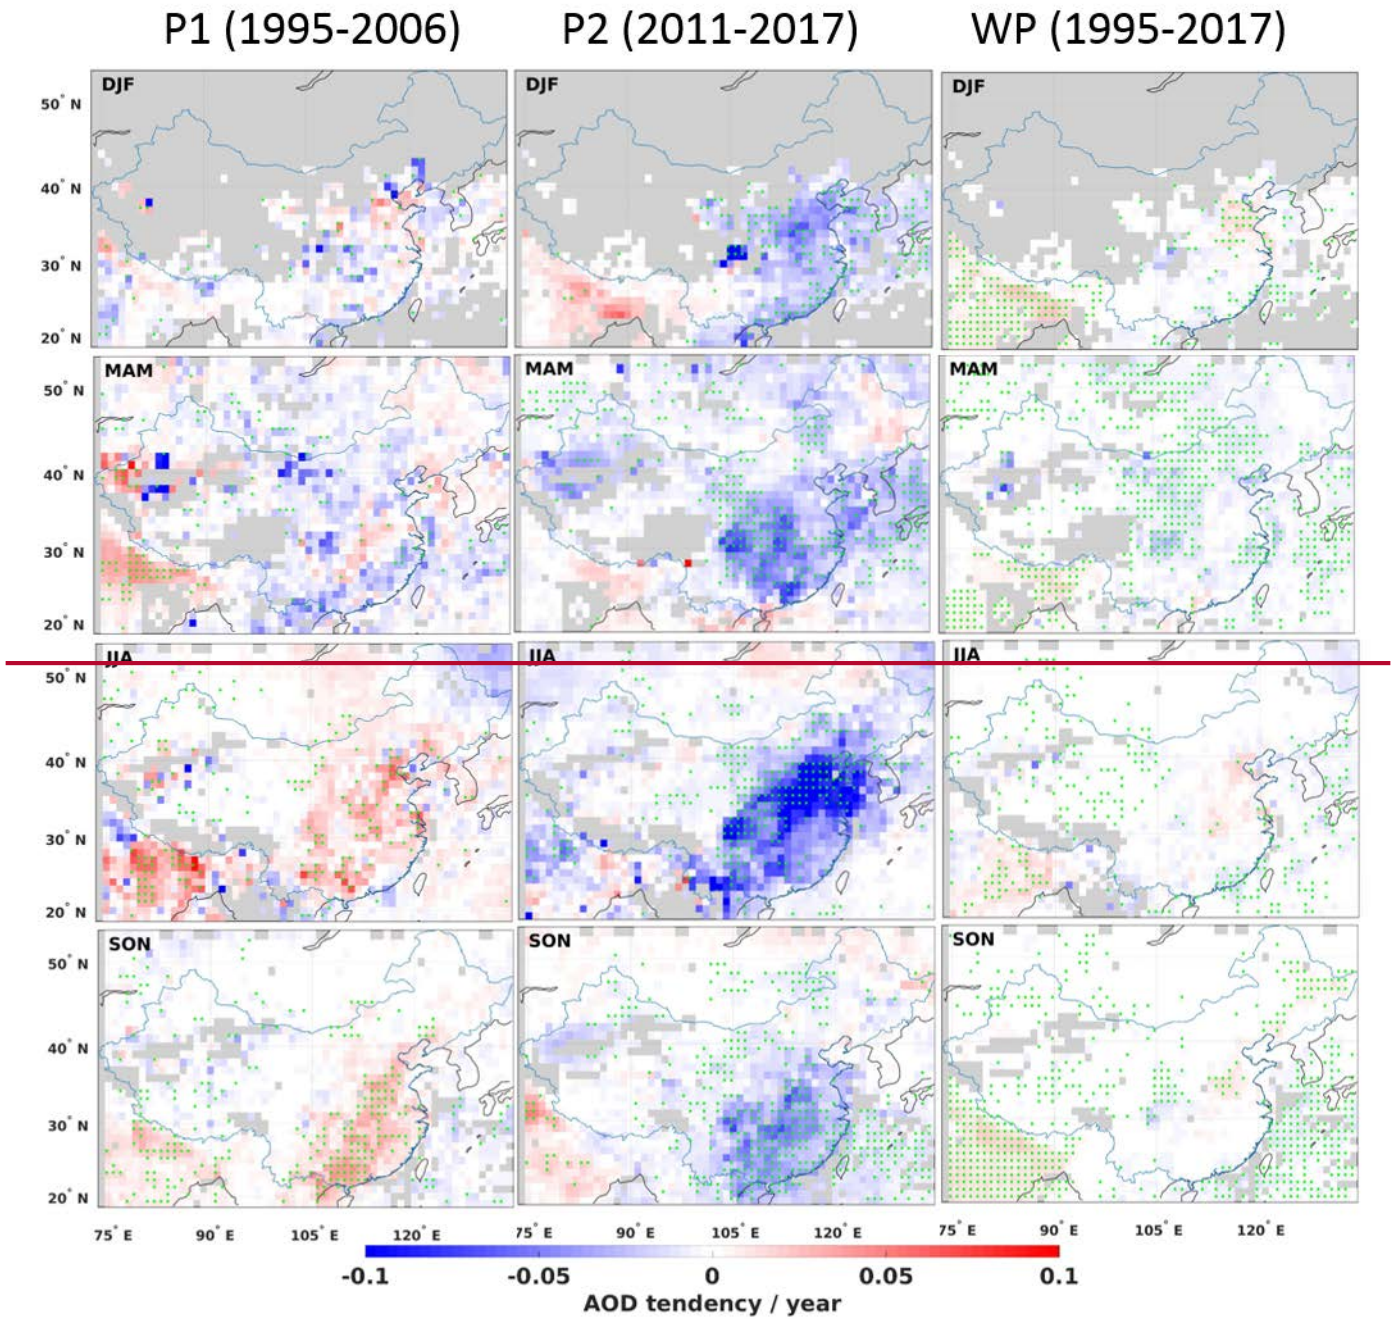 P1 (1995-2006) P2 (2011-2017) WP (1995-2017)
DJF DJF DJF
50° N
40° N
30° N
20° N
MAM MAM MAM
50° N
40° N
30° N
20° N
JJA JJA JJA
50° N
40° N
30° N
20° N
SON SON SON
50° N
40° N
30° N
20° N
75° E 90° E 105° E 120° E 75° E 90° E 105° E 120° E 75° E 90° E 105° E 120° E
-0.1 -0.05 0 0.05 0.1
AOD tendency / year